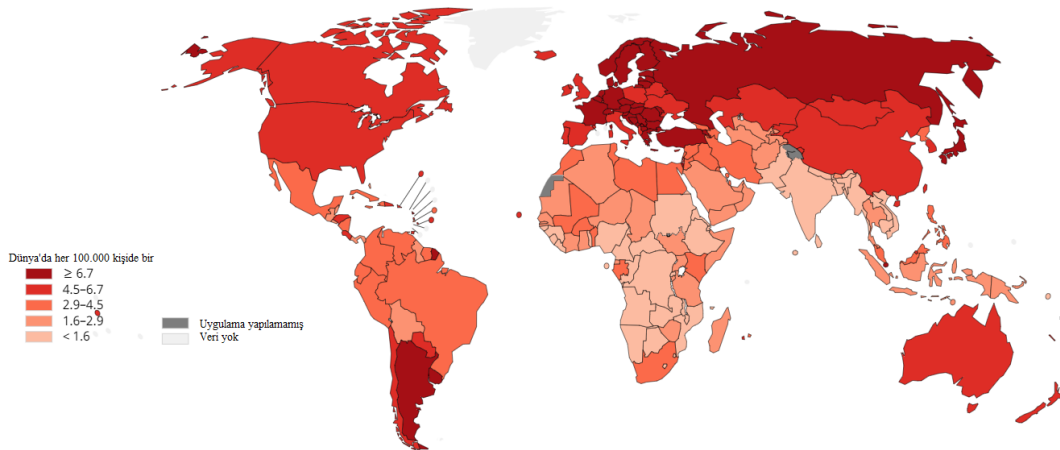 Dünya'da her 100.000 kişide bir
≥ 6.7
4.5–6.7
2.9–4.5
1.6–2.9
< 1.6
Uygulama yapılamamış
Veri yok